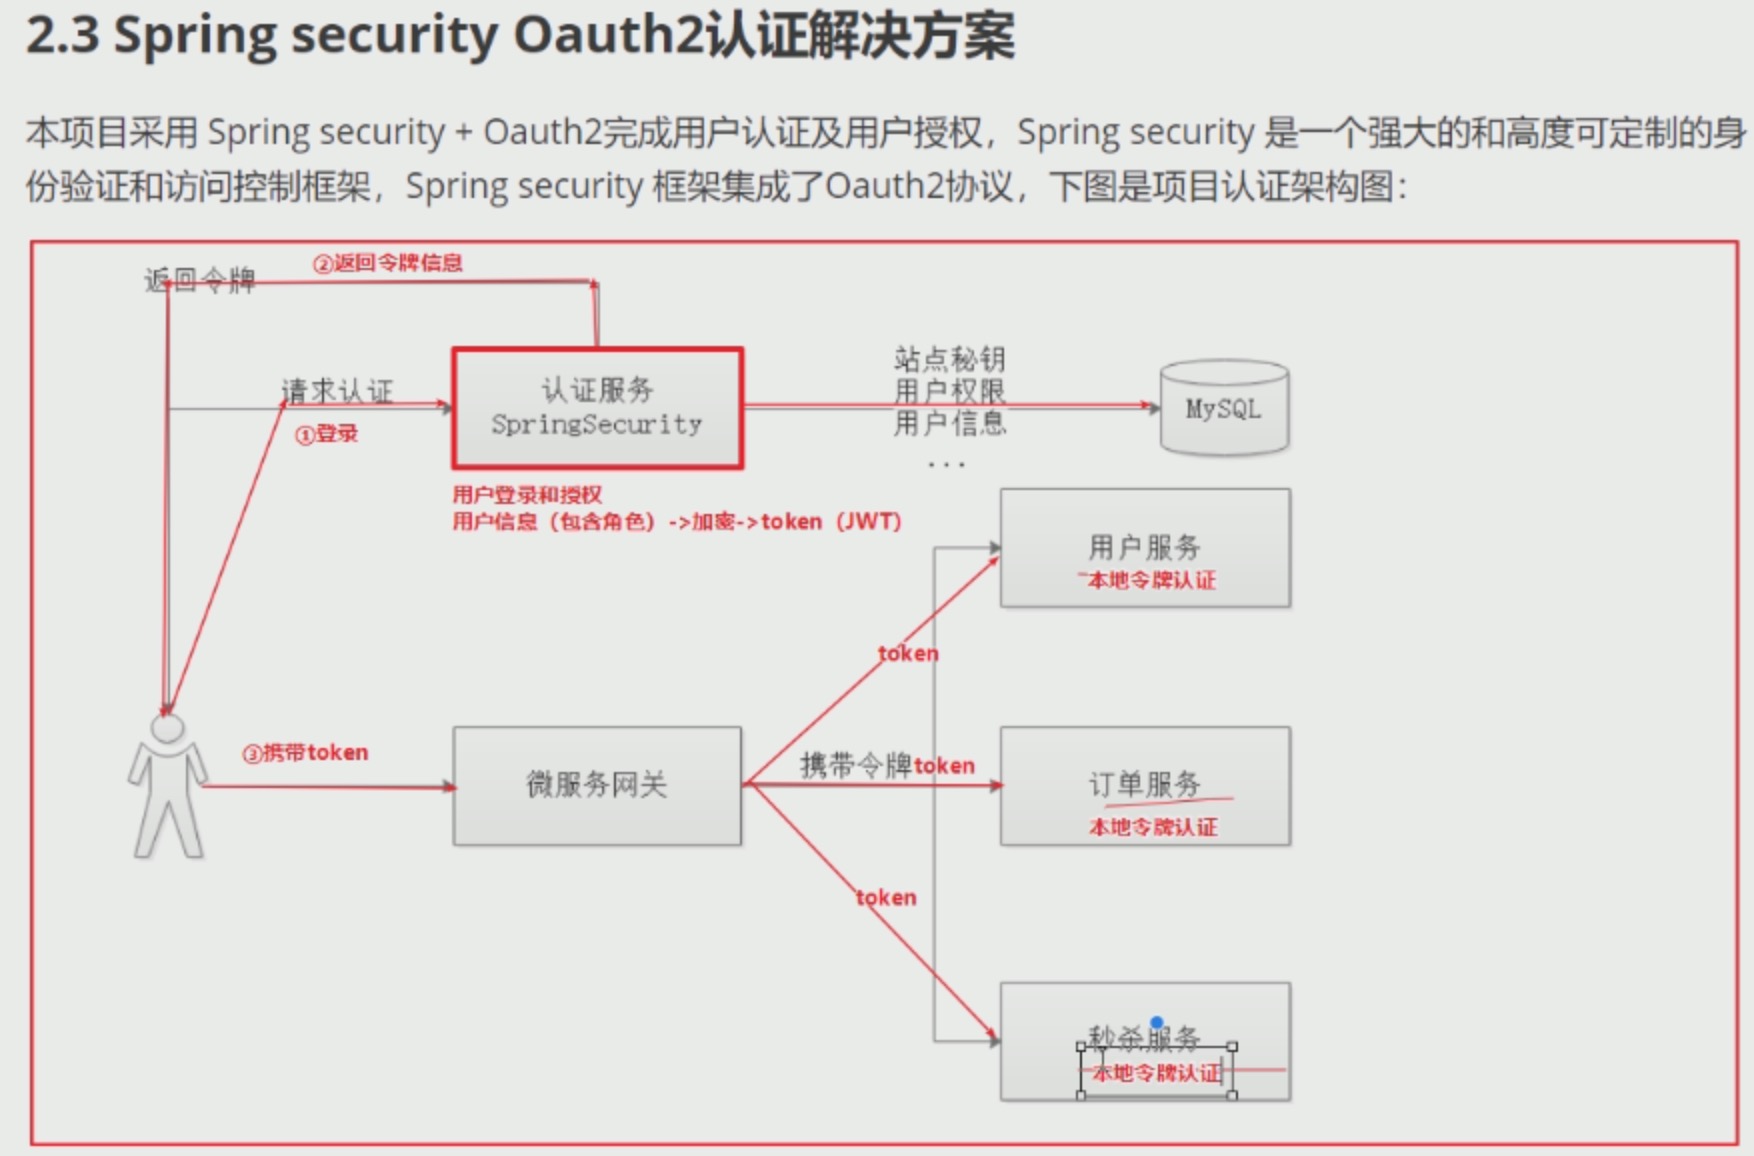 2.3 Spring security Oauth2认证解决方案
本项目采用 Spring security + Oauth2完成用户认证及用户授权，Spring security 是一个强大的和高度可定制的身
份验证和访问控制框架，Spring security 框架集成了Oauth2协议，下图是项目认证架构图：
②返回令牌信息
返回令牌
请求认证
①登录
认证服务
SpringSecurity
站点秘钥
用户权限
用户信息
...
MySQL
用户登录和授权
用户信息（包含角色）->加密->token（JWT）
用户服务
本地令牌认证
token
③携带token
微服务网关
携带令牌token
订单服务
本地令牌认证
token
秒杀服务
本地令牌认证